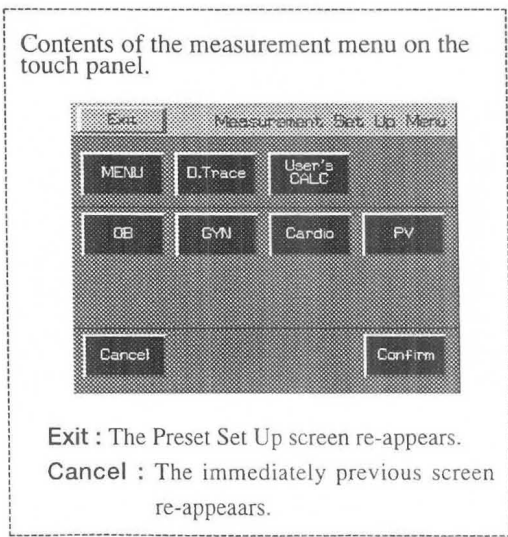 Contents of the measurement menu on the
touch panel.
Exit Measurement Set Up Menu
MENU D.Trace User's
CALC
OB GYN Cardio PV
Cancel Confirm
Exit : The Preset Set Up screen re-appears.
Cancel : The immediately previous screen
re-appeaars.